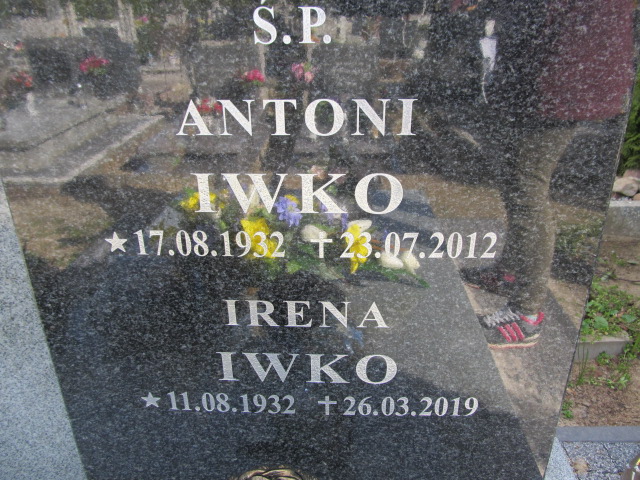 Ś.P.
ANTONI
IWKO
★17.08.1932 †23.07.2012
IRENA
IWKO
★11.08.1932 †26.03.2019